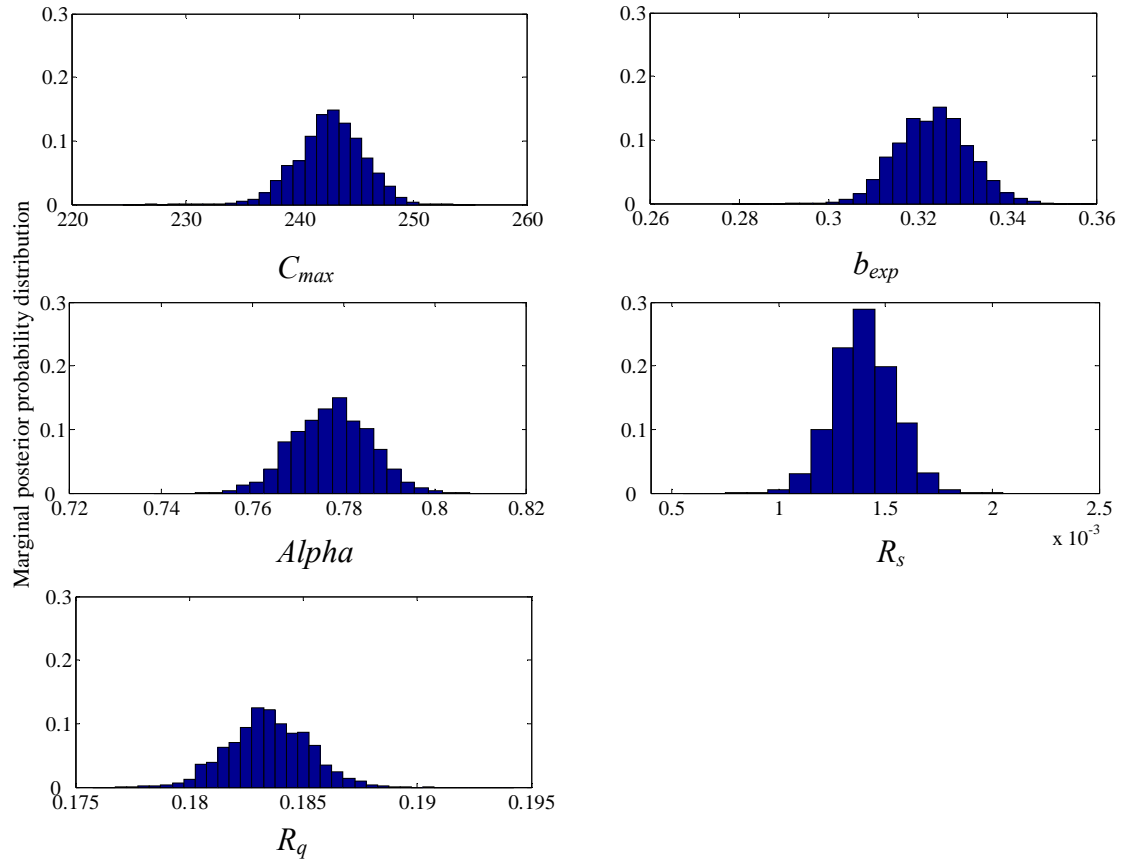 Marginal posterior probability distribution
0.3
0.2
0.1
0
220 230 240 250 260
C_max
0.3
0.2
0.1
0
0.26 0.28 0.3 0.32 0.34 0.36
b_exp
0.3
0.2
0.1
0
0.72 0.74 0.76 0.78 0.8 0.82
Alpha
0.3
0.2
0.1
0
0.5 1 1.5 2 2.5
x 10^-3
R_s
0.3
0.2
0.1
0
0.175 0.18 0.185 0.19 0.195
R_q